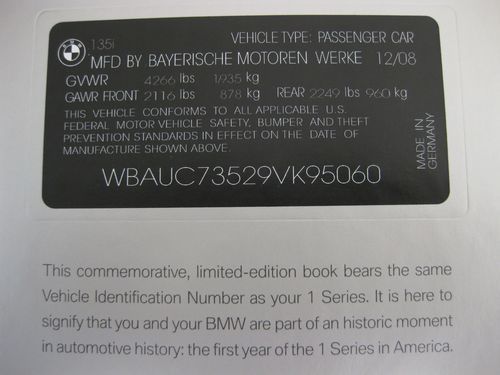 BMW
135i VEHICLE TYPE: PASSENGER CAR
MFD BY BAYERISCHE MOTOREN WERKE 12/08
GVWR 4266 lbs 1/935 kg
GAWR FRONT 2116 lbs 878 kg REAR 2249 lbs 960 kg
THIS VEHICLE CONFORMS TO ALL APPLICABLE U.S.
FEDERAL MOTOR VEHICLE SAFETY, BUMPER AND THEFT
PREVENTION STANDARDS IN EFFECT ON THE DATE OF
MANUFACTURE SHOWN ABOVE.
MADE IN
GERMANY
WBAUC73529VK95060
This commemorative, limited-edition book bears the same
Vehicle Identification Number as your 1 Series. It is here to
signify that you and your BMW are part of an historic moment
in automotive history: the first year of the 1 Series in America.